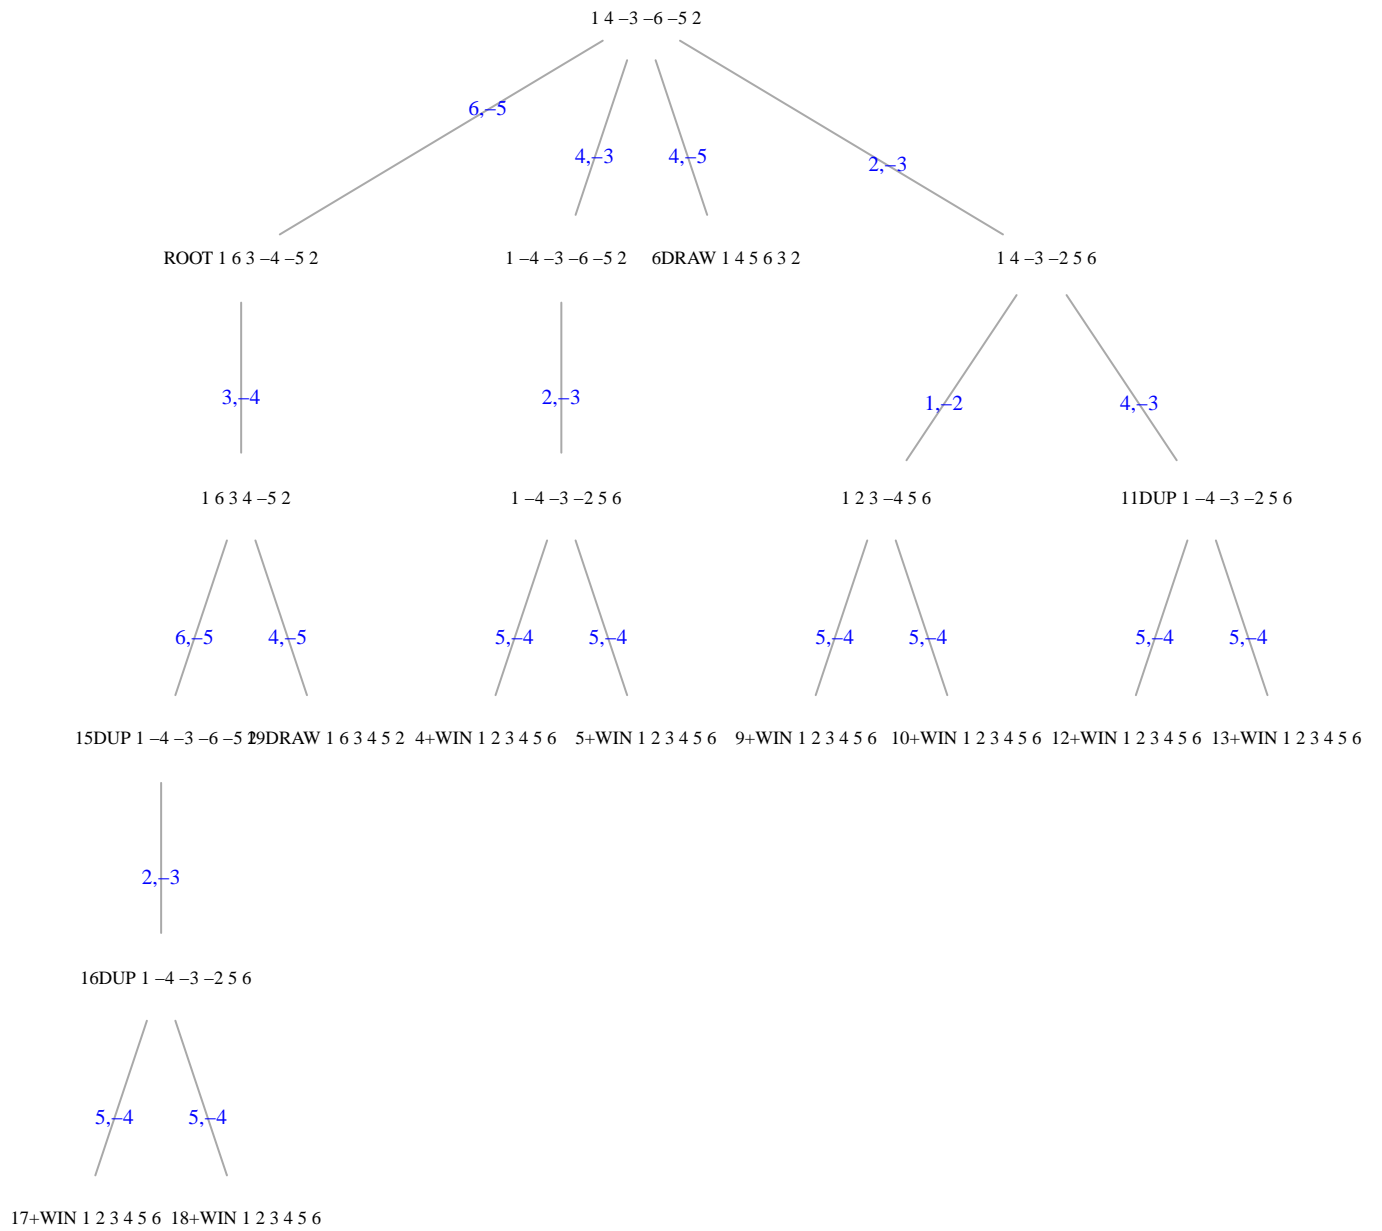 1 4 –3 –6 –5 2
6,–5
4,–3
4,–5
2,–3
ROOT 1 6 3 –4 –5 2
1 –4 –3 –6 –5 2
6DRAW 1 4 5 6 3 2
1 4 –3 –2 5 6
3,–4
2,–3
1,–2
4,–3
1 6 3 4 –5 2
1 –4 –3 –2 5 6
1 2 3 –4 5 6
11DUP 1 –4 –3 –2 5 6
6,–5
4,–5
5,–4
5,–4
5,–4
5,–4
5,–4
5,–4
15DUP 1 –4 –3 –6 –5 2
19DRAW 1 6 3 4 5 2
4+WIN 1 2 3 4 5 6
5+WIN 1 2 3 4 5 6
9+WIN 1 2 3 4 5 6
10+WIN 1 2 3 4 5 6
12+WIN 1 2 3 4 5 6
13+WIN 1 2 3 4 5 6
2,–3
16DUP 1 –4 –3 –2 5 6
5,–4
5,–4
17+WIN 1 2 3 4 5 6
18+WIN 1 2 3 4 5 6